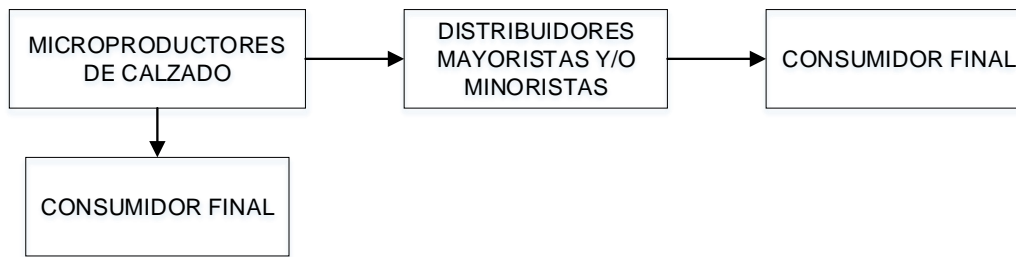 MICROPRODUCTORES
DE CALZADO
DISTRIBUIDORES
MAYORISTAS Y/O
MINORISTAS
CONSUMIDOR FINAL
CONSUMIDOR FINAL